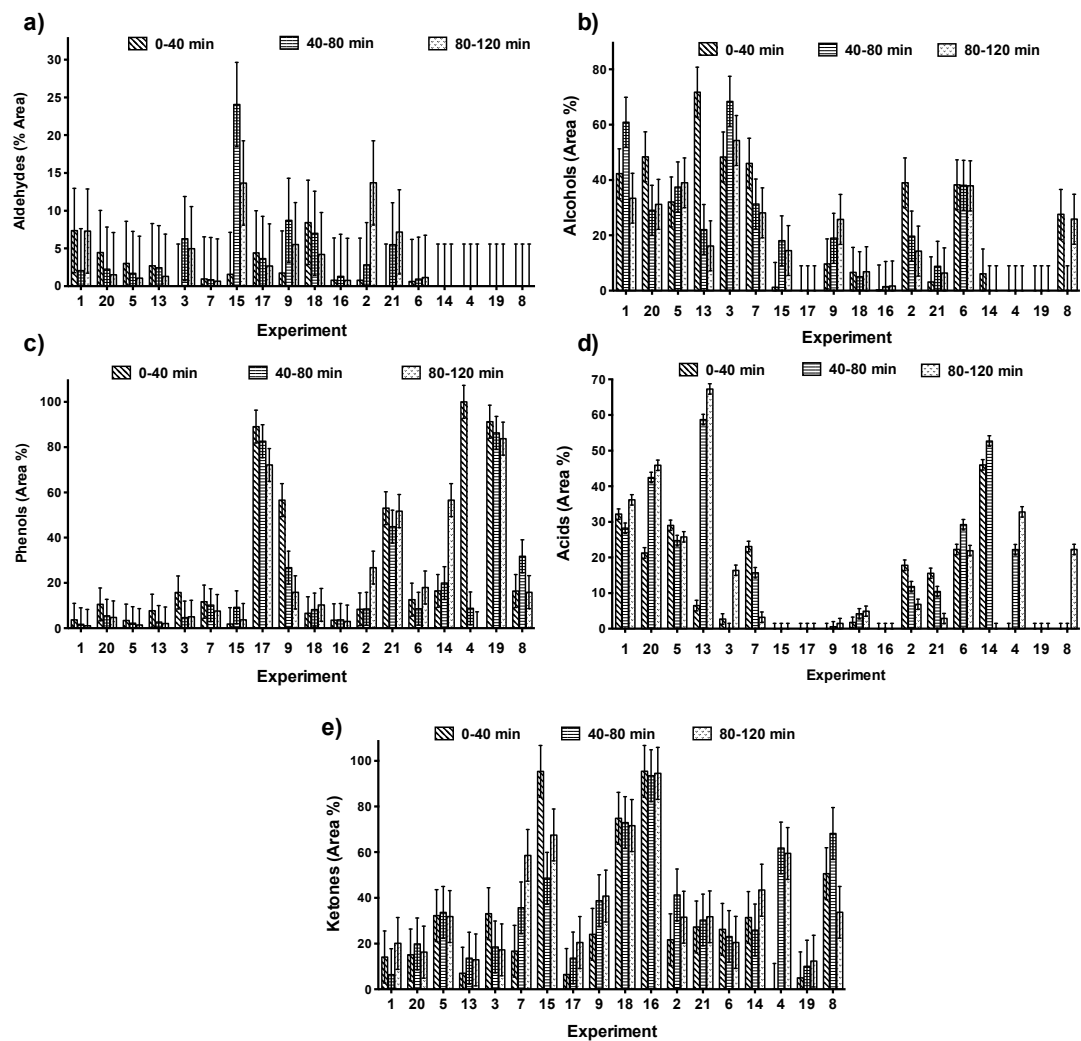 a)
0-40 min 40-80 min 80-120 min
Aldehydes (% Area)
30
25
20
15
10
5
0
1 20 5 13 3 7 15 17 9 18 16 2 21 6 14 4 19 8
Experiment
b)
0-40 min 40-80 min 80-120 min
Alcohols (Area %)
80
60
40
20
0
1 20 5 13 3 7 15 17 9 18 16 2 21 6 14 4 19 8
Experiment
c)
0-40 min 40-80 min 80-120 min
Phenols (Area %)
100
80
60
40
20
0
1 20 5 13 3 7 15 17 9 18 16 2 21 6 14 4 19 8
Experiment
d)
0-40 min 40-80 min 80-120 min
Acids (Area %)
70
60
50
40
30
20
10
0
1 20 5 13 3 7 15 17 9 18 16 2 21 6 14 4 19 8
Experiment
e)
0-40 min 40-80 min 80-120 min
Ketones (Area %)
100
80
60
40
20
0
1 20 5 13 3 7 15 17 9 18 16 2 21 6 14 4 19 8
Experiment